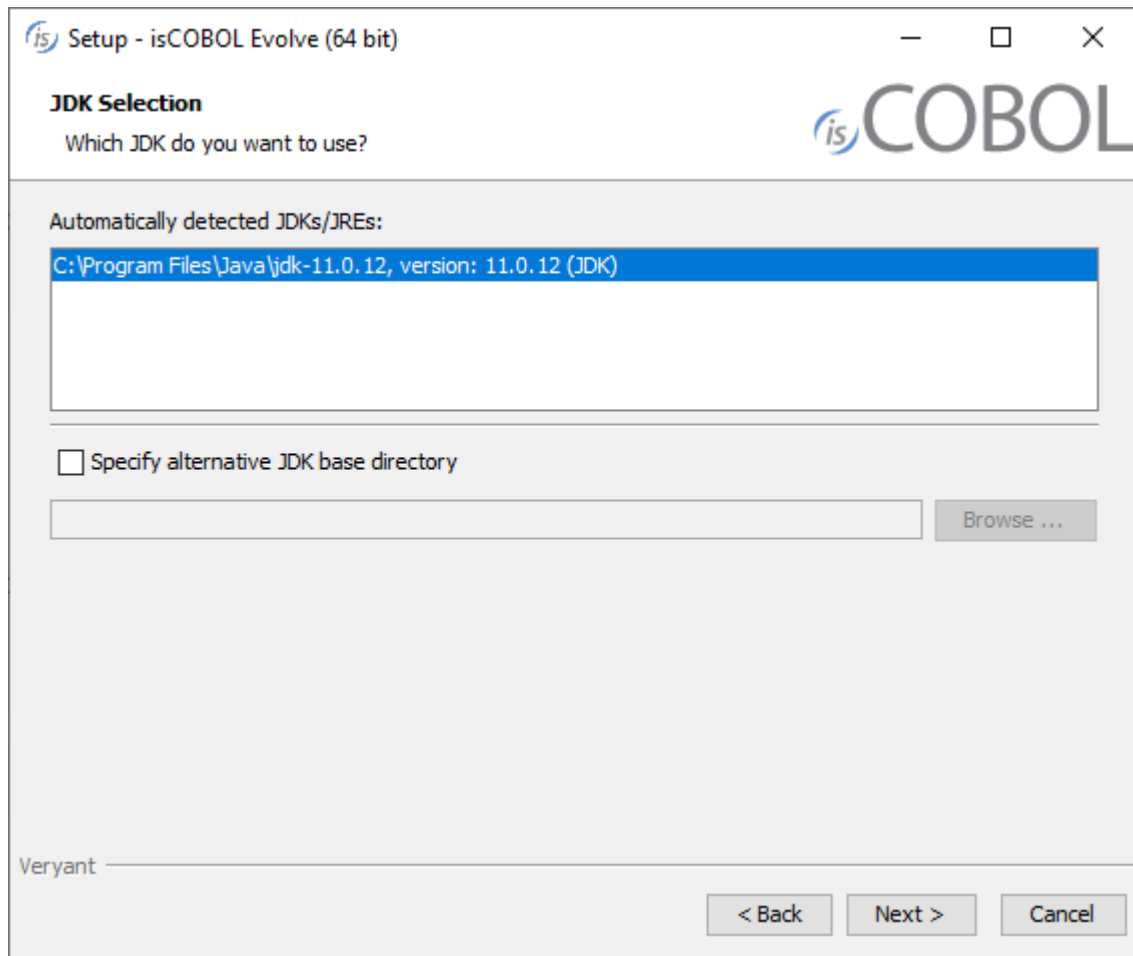 is Setup - isCOBOL Evolve (64 bit)
JDK Selection
Which JDK do you want to use?
isCOBOL
Automatically detected JDKs/JREs:
C:\Program Files\Java\jdk-11.0.12, version: 11.0.12 (JDK)
Specify alternative JDK base directory
Browse ...
Veryant
< Back Next > Cancel